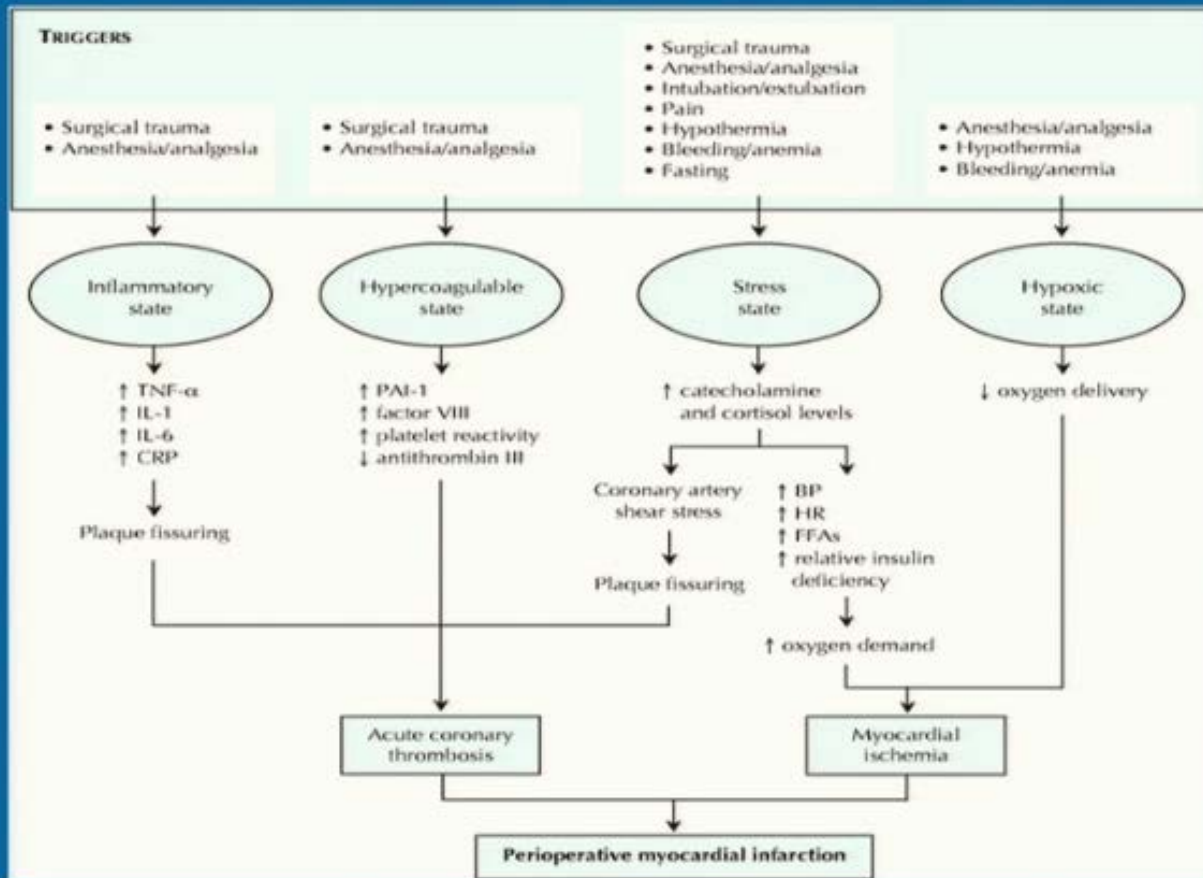 TRIGGERS
• Surgical trauma
• Anesthesia/analgesia
• Surgical trauma
• Anesthesia/analgesia
• Surgical trauma
• Anesthesia/analgesia
• Intubation/extubation
• Pain
• Hypothermia
• Bleeding/anemia
• Fasting
• Anesthesia/analgesia
• Hypothermia
• Bleeding/anemia
Inflammatory
state
Hypercoagulable
state
Stress
state
Hypoxic
state
↑ TNF-α
↑ IL-1
↑ IL-6
↑ CRP
Plaque fissuring
↑ PAI-1
↑ factor VIII
↑ platelet reactivity
↓ antithrombin III
↑ catecholamine
and cortisol levels
Coronary artery
shear stress
Plaque fissuring
↑ BP
↑ HR
↑ FFAs
↑ relative insulin
deficiency
↑ oxygen demand
↓ oxygen delivery
Acute coronary
thrombosis
Myocardial
ischemia
Perioperative myocardial infarction